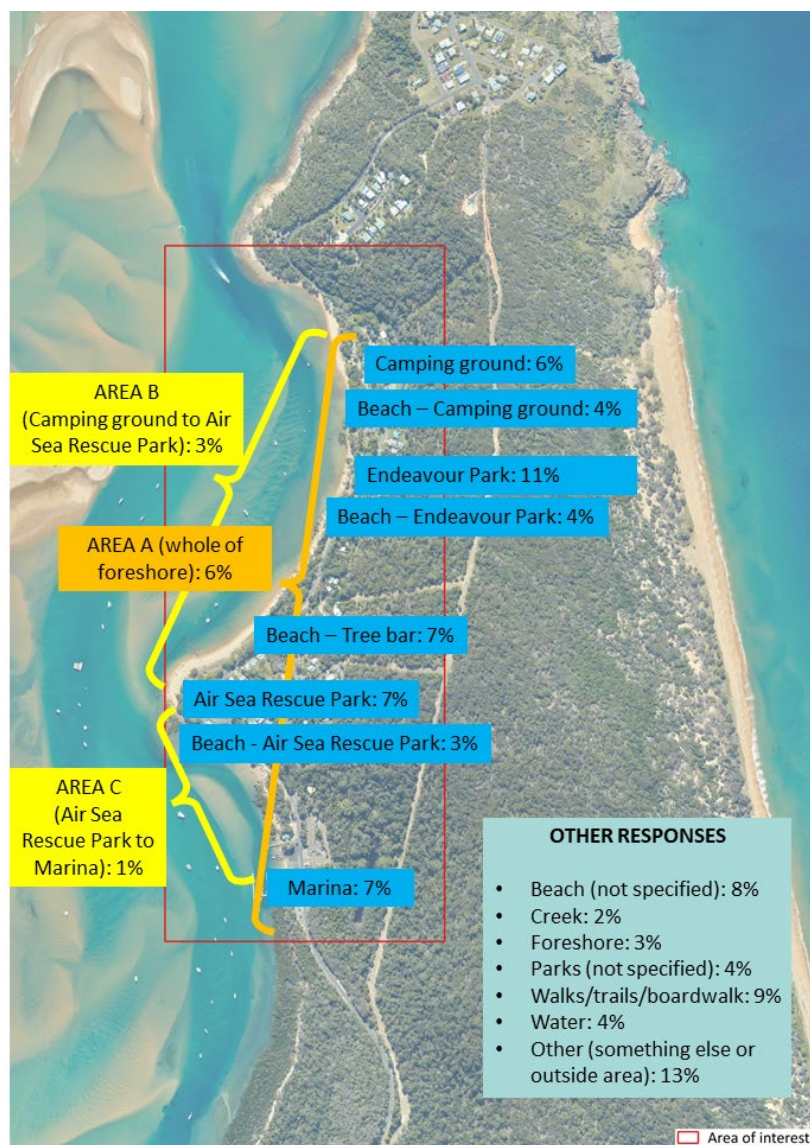 Camping ground: 6%
AREA B
(Camping ground to Air
Sea Rescue Park): 3%
Beach – Camping ground: 4%
Endeavour Park: 11%
Beach – Endeavour Park: 4%
AREA A (whole of
foreshore): 6%
Beach – Tree bar: 7%
Air Sea Rescue Park: 7%
Beach - Air Sea Rescue Park: 3%
AREA C
(Air Sea
Rescue Park to
Marina): 1%
Marina: 7%
OTHER RESPONSES
• Beach (not specified): 8%
• Creek: 2%
• Foreshore: 3%
• Parks (not specified): 4%
• Walks/trails/boardwalk: 9%
• Water: 4%
• Other (something else or
outside area): 13%
Area of interest